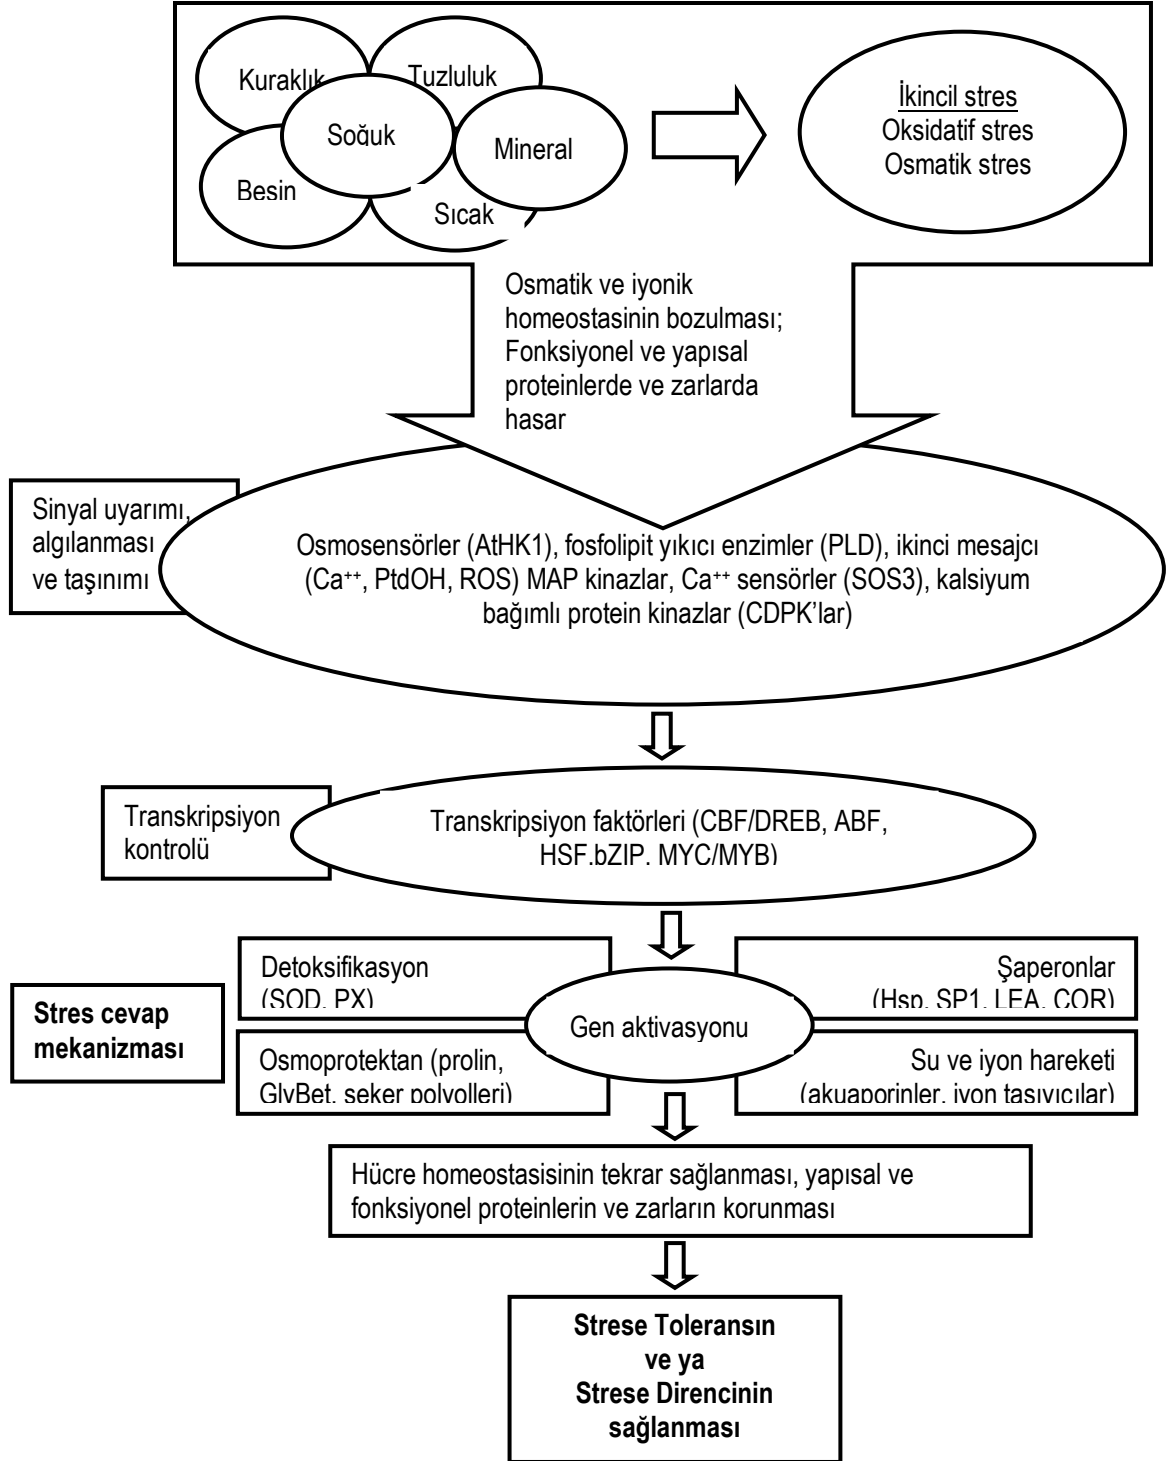 Kuraklık
Tuzluluk
Soğuk
Mineral
Besin
Sıcak
İkincil stres
Oksidatif stres
Osmatik stres
Osmatik ve iyonik
homeostasinin bozulması;
Fonksiyonel ve yapısal
proteinlerde ve zarlarda
hasar
Sinyal uyarımı,
algılanması
ve taşınımı
Osmosensörler (AtHK1), fosfolipit yıkıcı enzimler (PLD), ikinci mesajcı
(Ca⁺⁺, PtdOH, ROS) MAP kinazlar, Ca⁺⁺ sensörler (SOS3), kalsiyum
bağımlı protein kinazlar (CDPK’lar)
Transkripsiyon
kontrolü
Transkripsiyon faktörleri (CBF/DREB, ABF,
HSF.bZIP. MYC/MYB)
Stres cevap
mekanizması
Detoksifikasyon
(SOD. PX)
Şaperonlar
(Hsp. SP1. LEA. COR)
Gen aktivasyonu
Osmoprotektan (prolin,
GlyBet. şeker polyolleri)
Su ve iyon hareketi
(akuaporinler. iyon taşıyıcılar)
Hücre homeostasisinin tekrar sağlanması, yapısal ve
fonksiyonel proteinlerin ve zarların korunması
Strese Toleransın
ve ya
Strese Direncinin
sağlanması